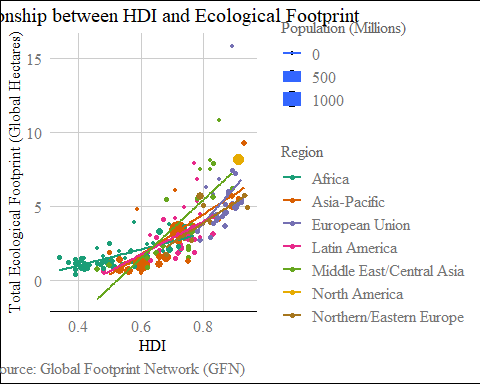 onship between HDI and Ecological Footprint
Population (Millions)
0
500
1000
Region
Africa
Asia-Pacific
European Union
Latin America
Middle East/Central Asia
North America
Northern/Eastern Europe
Total Ecological Footprint (Global Hectares)
15
10
5
0
0.4 0.6 0.8
HDI
ource: Global Footprint Network (GFN)